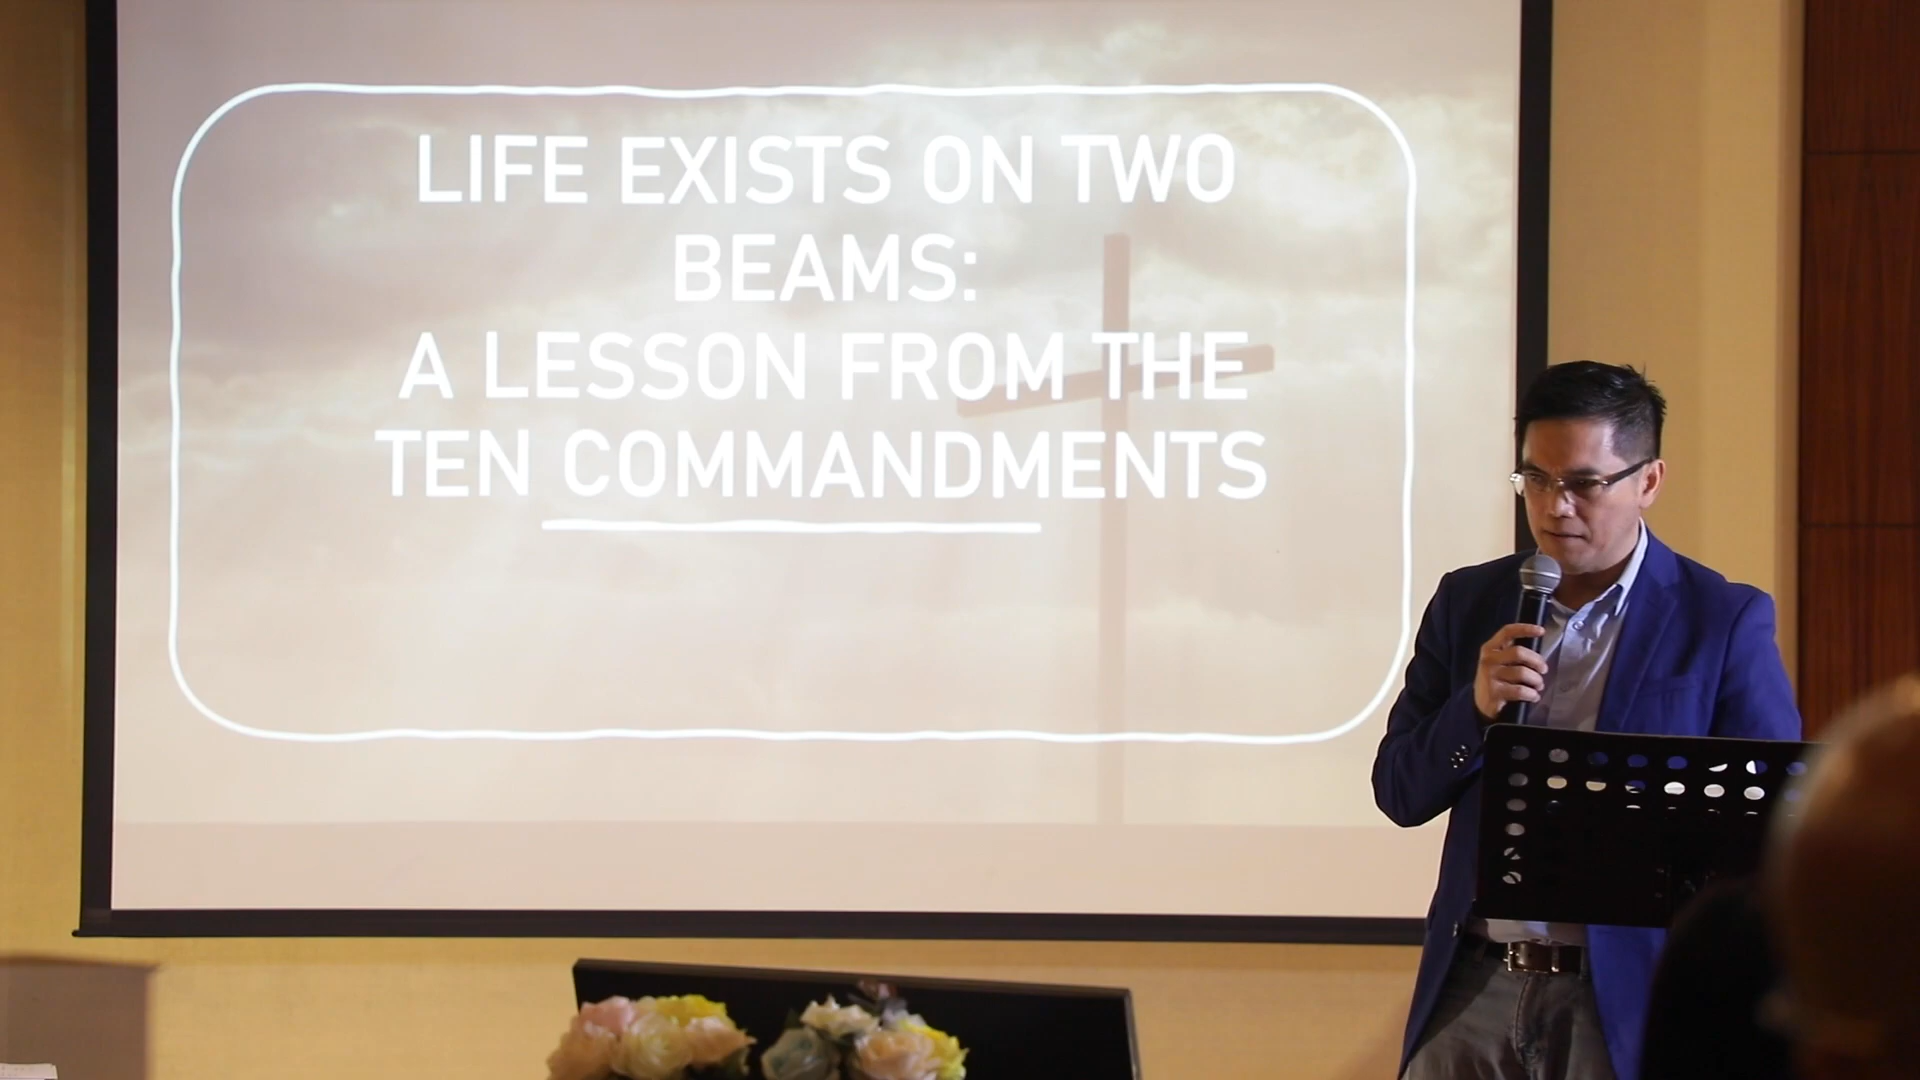 LIFE EXISTS ON TWO
BEAMS:
A LESSON FROM THE
TEN COMMANDMENTS